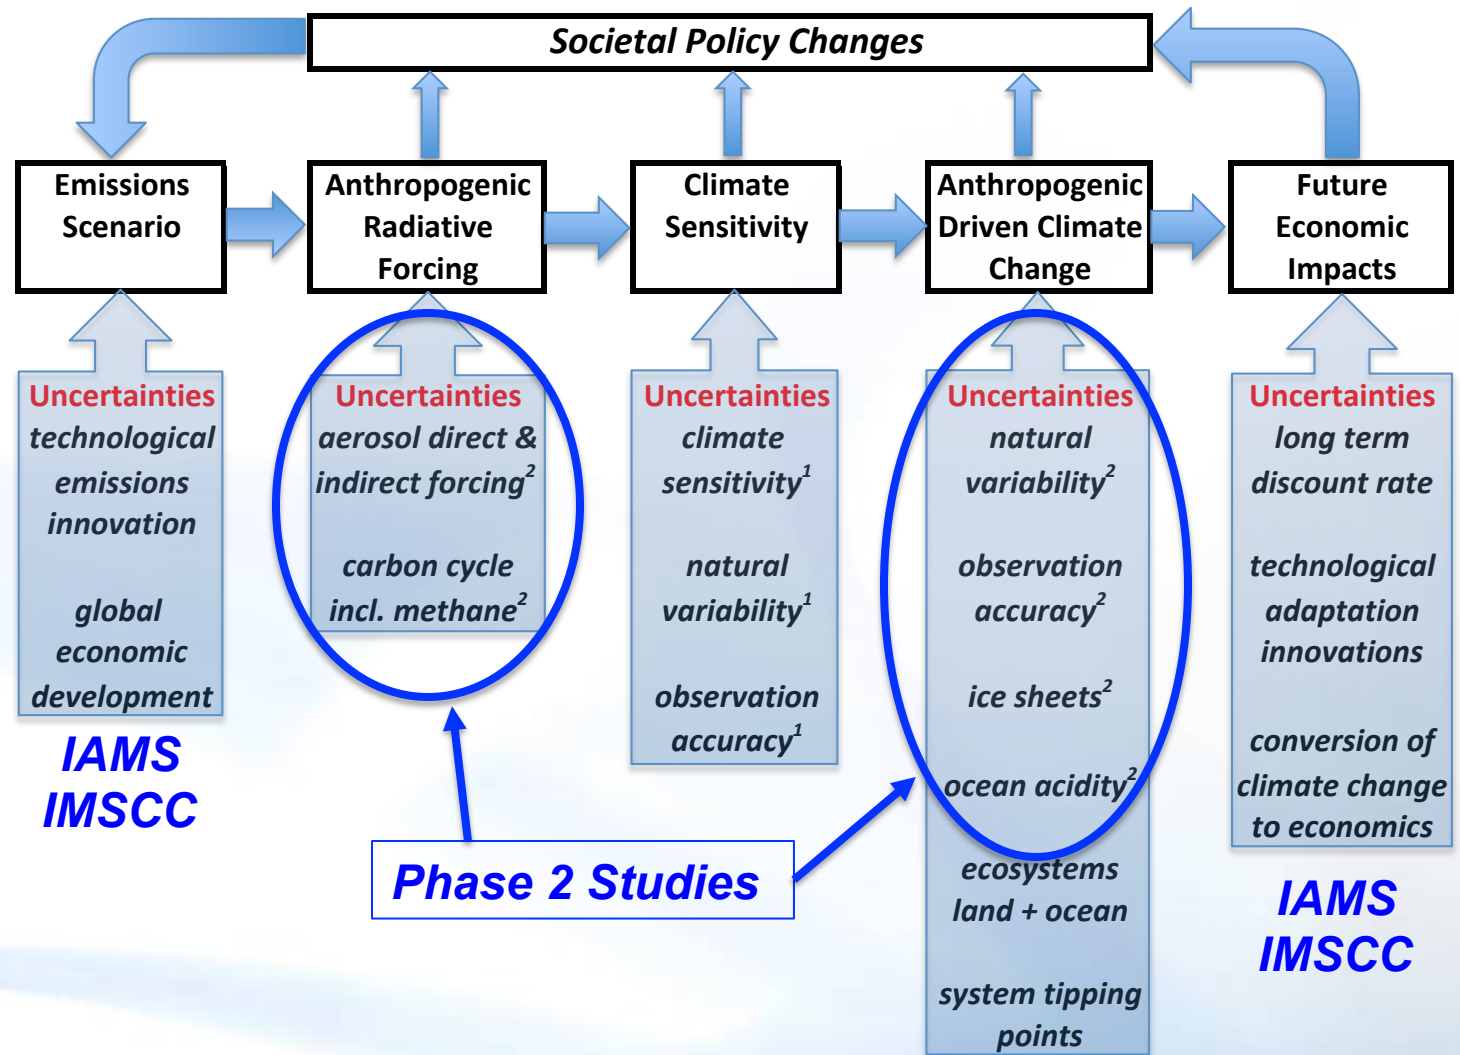 Societal Policy Changes
Emissions
Scenario
Anthropogenic
Radiative
Forcing
Climate
Sensitivity
Anthropogenic
Driven Climate
Change
Future
Economic
Impacts
Uncertainties
technological
emissions
innovation
global
economic
development
IAMS
IMSCC
Uncertainties
aerosol direct &
indirect forcing²
carbon cycle
incl. methane²
Uncertainties
climate
sensitivity¹
natural
variability¹
observation
accuracy¹
Uncertainties
natural
variability²
observation
accuracy²
ice sheets²
ocean acidity²
ecosystems
land + ocean
system tipping
points
Uncertainties
long term
discount rate
technological
adaptation
innovations
conversion of
climate change
to economics
IAMS
IMSCC
Phase 2 Studies